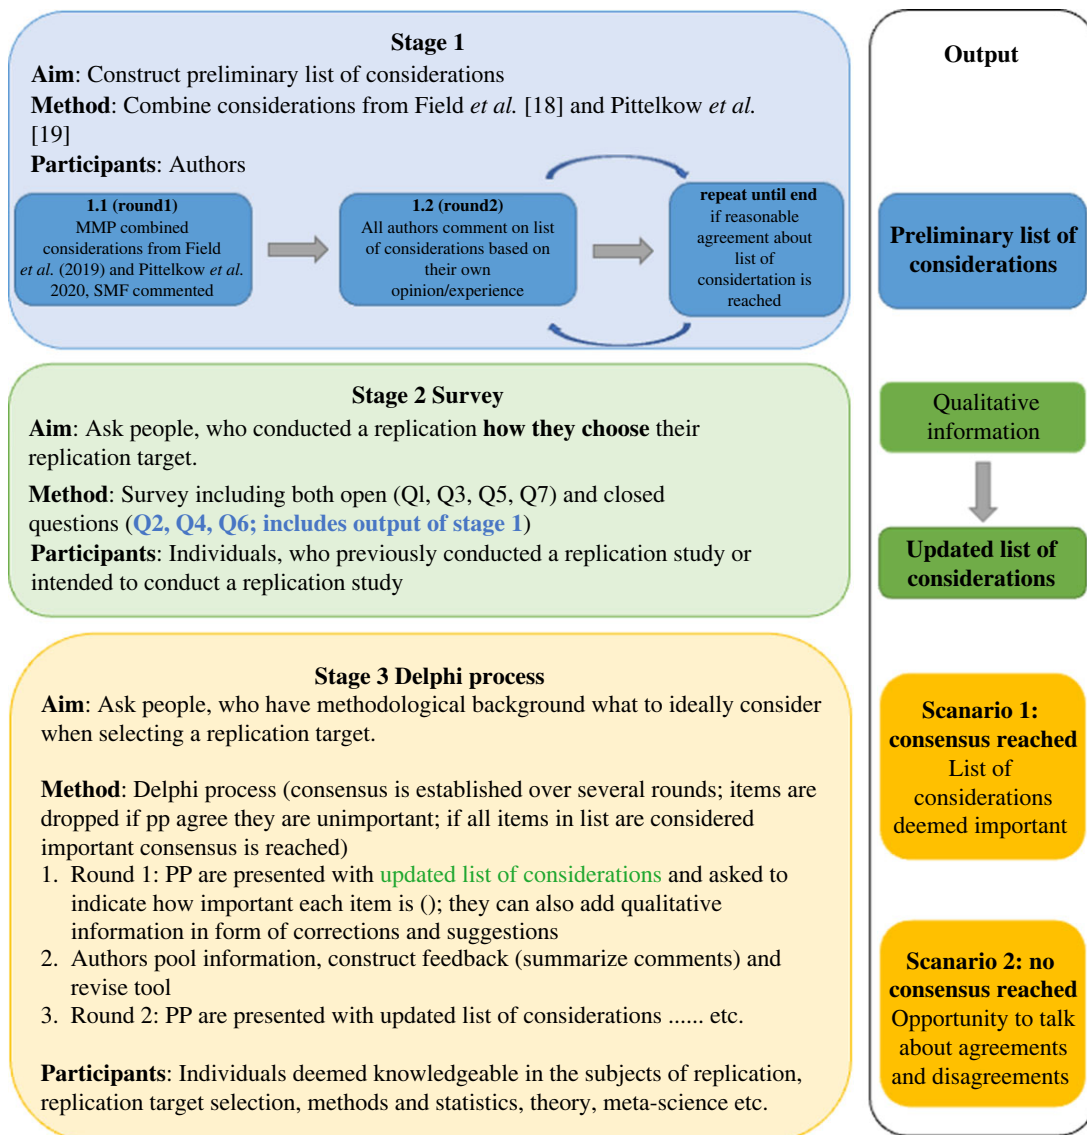 Stage 1
Aim: Construct preliminary list of considerations
Method: Combine considerations from Field et al. [18] and Pittelkow et al.
[19]
Participants: Authors
1.1 (round1)
MMP combined
considerations from Field
et al. (2019) and Pittelkow et al.
2020, SMF commented
1.2 (round2)
All authors comment on list
of considerations based on
their own
opinion/experience
repeat until end
if reasonable
agreement about
list of
considertation is
reached
Stage 2 Survey
Aim: Ask people, who conducted a replication how they choose their
replication target.
Method: Survey including both open (Ql, Q3, Q5, Q7) and closed
questions (Q2, Q4, Q6; includes output of stage 1)
Participants: Individuals, who previously conducted a replication study or
intended to conduct a replication study
Stage 3 Delphi process
Aim: Ask people, who have methodological background what to ideally consider
when selecting a replication target.
Method: Delphi process (consensus is established over several rounds; items are
dropped if pp agree they are unimportant; if all items in list are considered
important consensus is reached)
1. Round 1: PP are presented with updated list of considerations and asked to
indicate how important each item is (); they can also add qualitative
information in form of corrections and suggestions
2. Authors pool information, construct feedback (summarize comments) and
revise tool
3. Round 2: PP are presented with updated list of considerations ...... etc.
Participants: Individuals deemed knowledgeable in the subjects of replication,
replication target selection, methods and statistics, theory, meta-science etc.
Output
Preliminary list of
considerations
Qualitative
information
Updated list of
considerations
Scanario 1:
consensus reached
List of
considerations
deemed important
Scanario 2: no
consensus reached
Opportunity to talk
about agreements
and disagreements